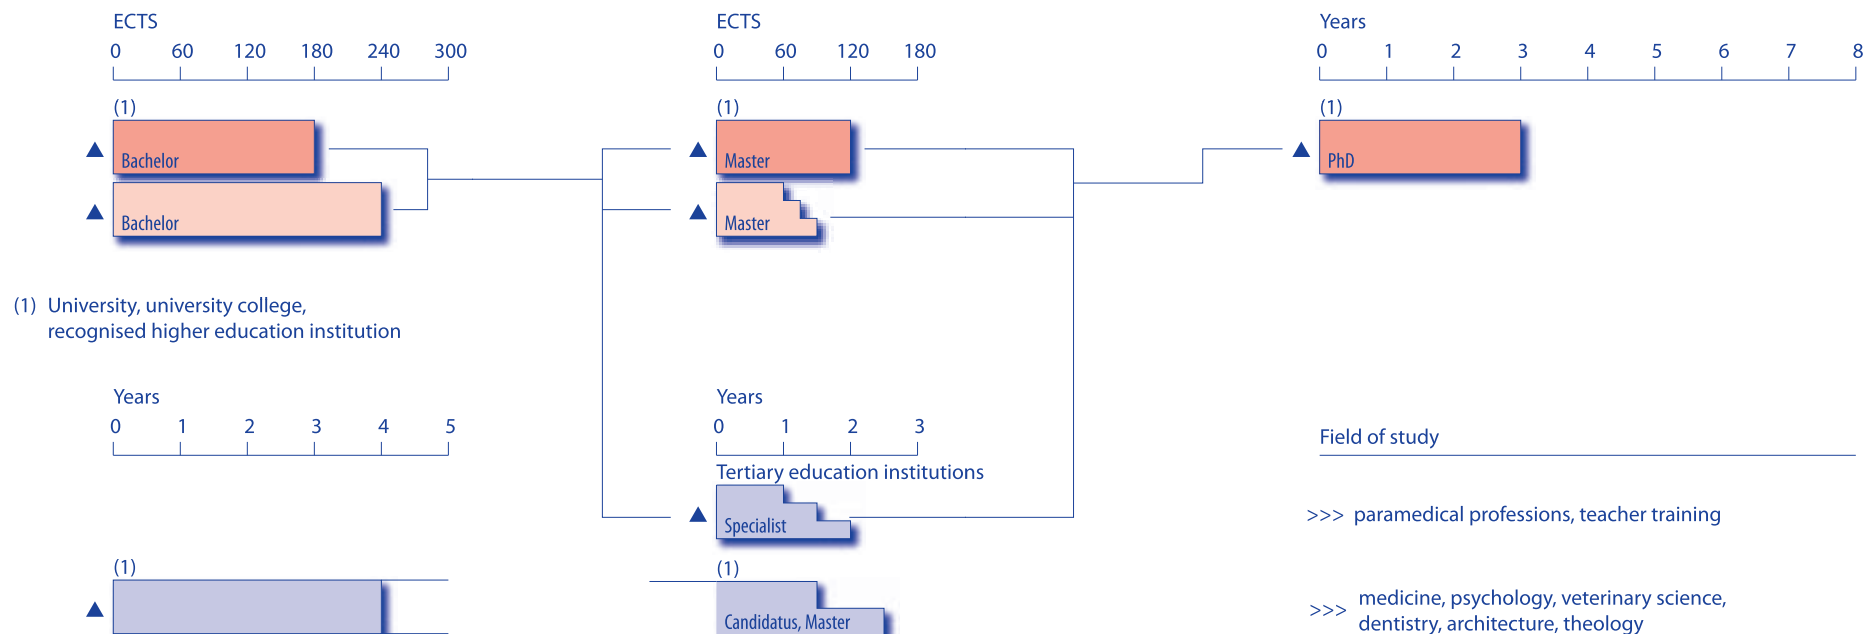 ECTS
0 60 120 180 240 300
(1)
Bachelor
Bachelor
(1) University, university college,
recognised higher education institution
ECTS
0 60 120 180
(1)
Master
Master
Years
0 1 2 3 4 5 6 7 8
(1)
PhD
Years
0 1 2 3 4 5
(1)
Years
0 1 2 3
Tertiary education institutions
Specialist
(1)
Candidatus, Master
Field of study
>>> paramedical professions, teacher training
>>> medicine, psychology, veterinary science,
dentistry, architecture, theology